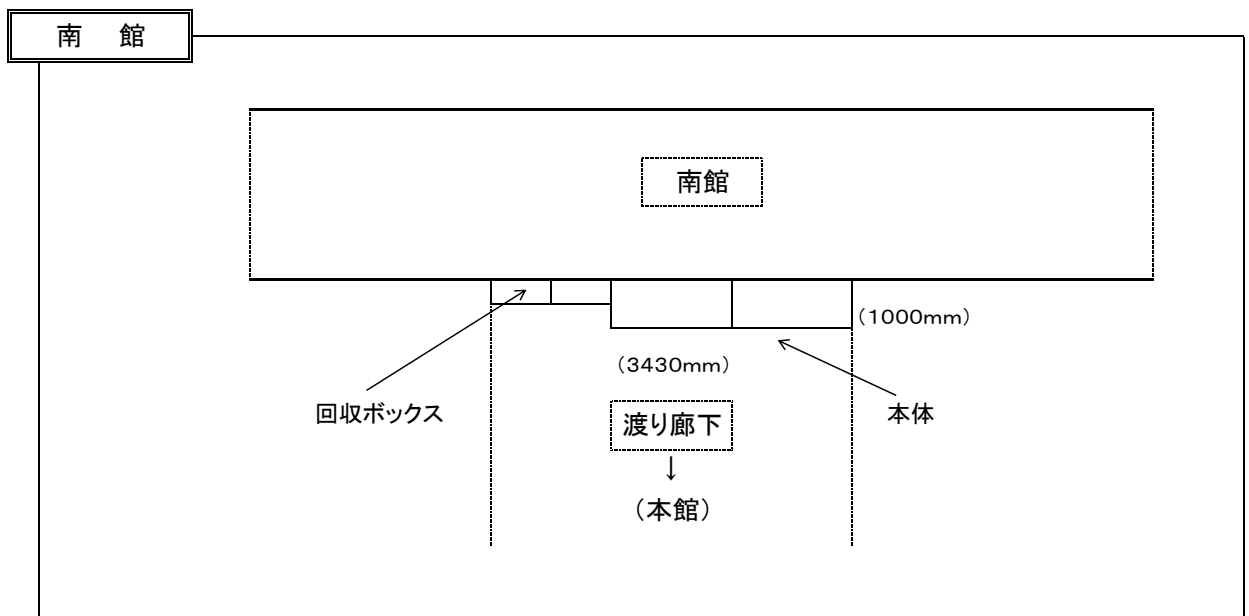 南　館
南館
（1000mm）
（3430mm）
回収ボックス
本体
渡り廊下
↓
（本館）